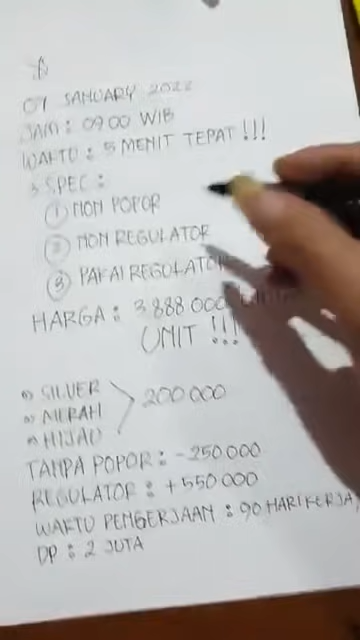 07 JANUARY 2022
JAM : 09.00 WIB
WAKTU : 5 MENIT TEPAT !!!
3 SPEC :
① NON POPOR
② NON REGULATOR
③ PAKAI REGULATOR
HARGA : 3.888.000
UNIT !!!
SILVER
MERAH
HIJAU
200.000
TANPA POPOR : -250.000
REGULATOR : +550.000
WAKTU PENGERJAAN : 90 HARI KERJA,
DP : 2 JUTA